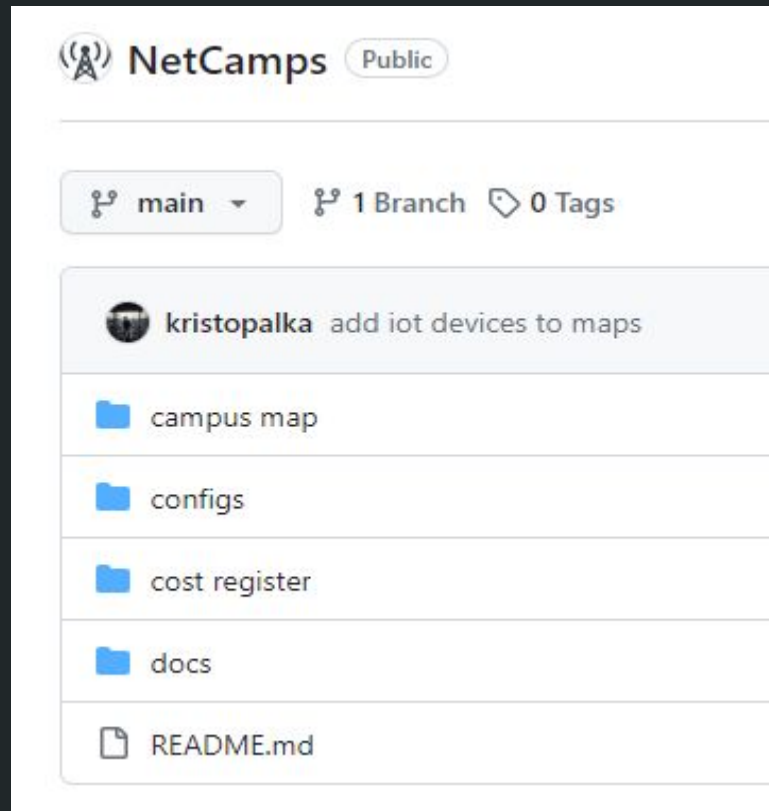 NetCamps Public
main 1 Branch 0 Tags
kristopalka add iot devices to maps
campus map
configs
cost register
docs
README.md